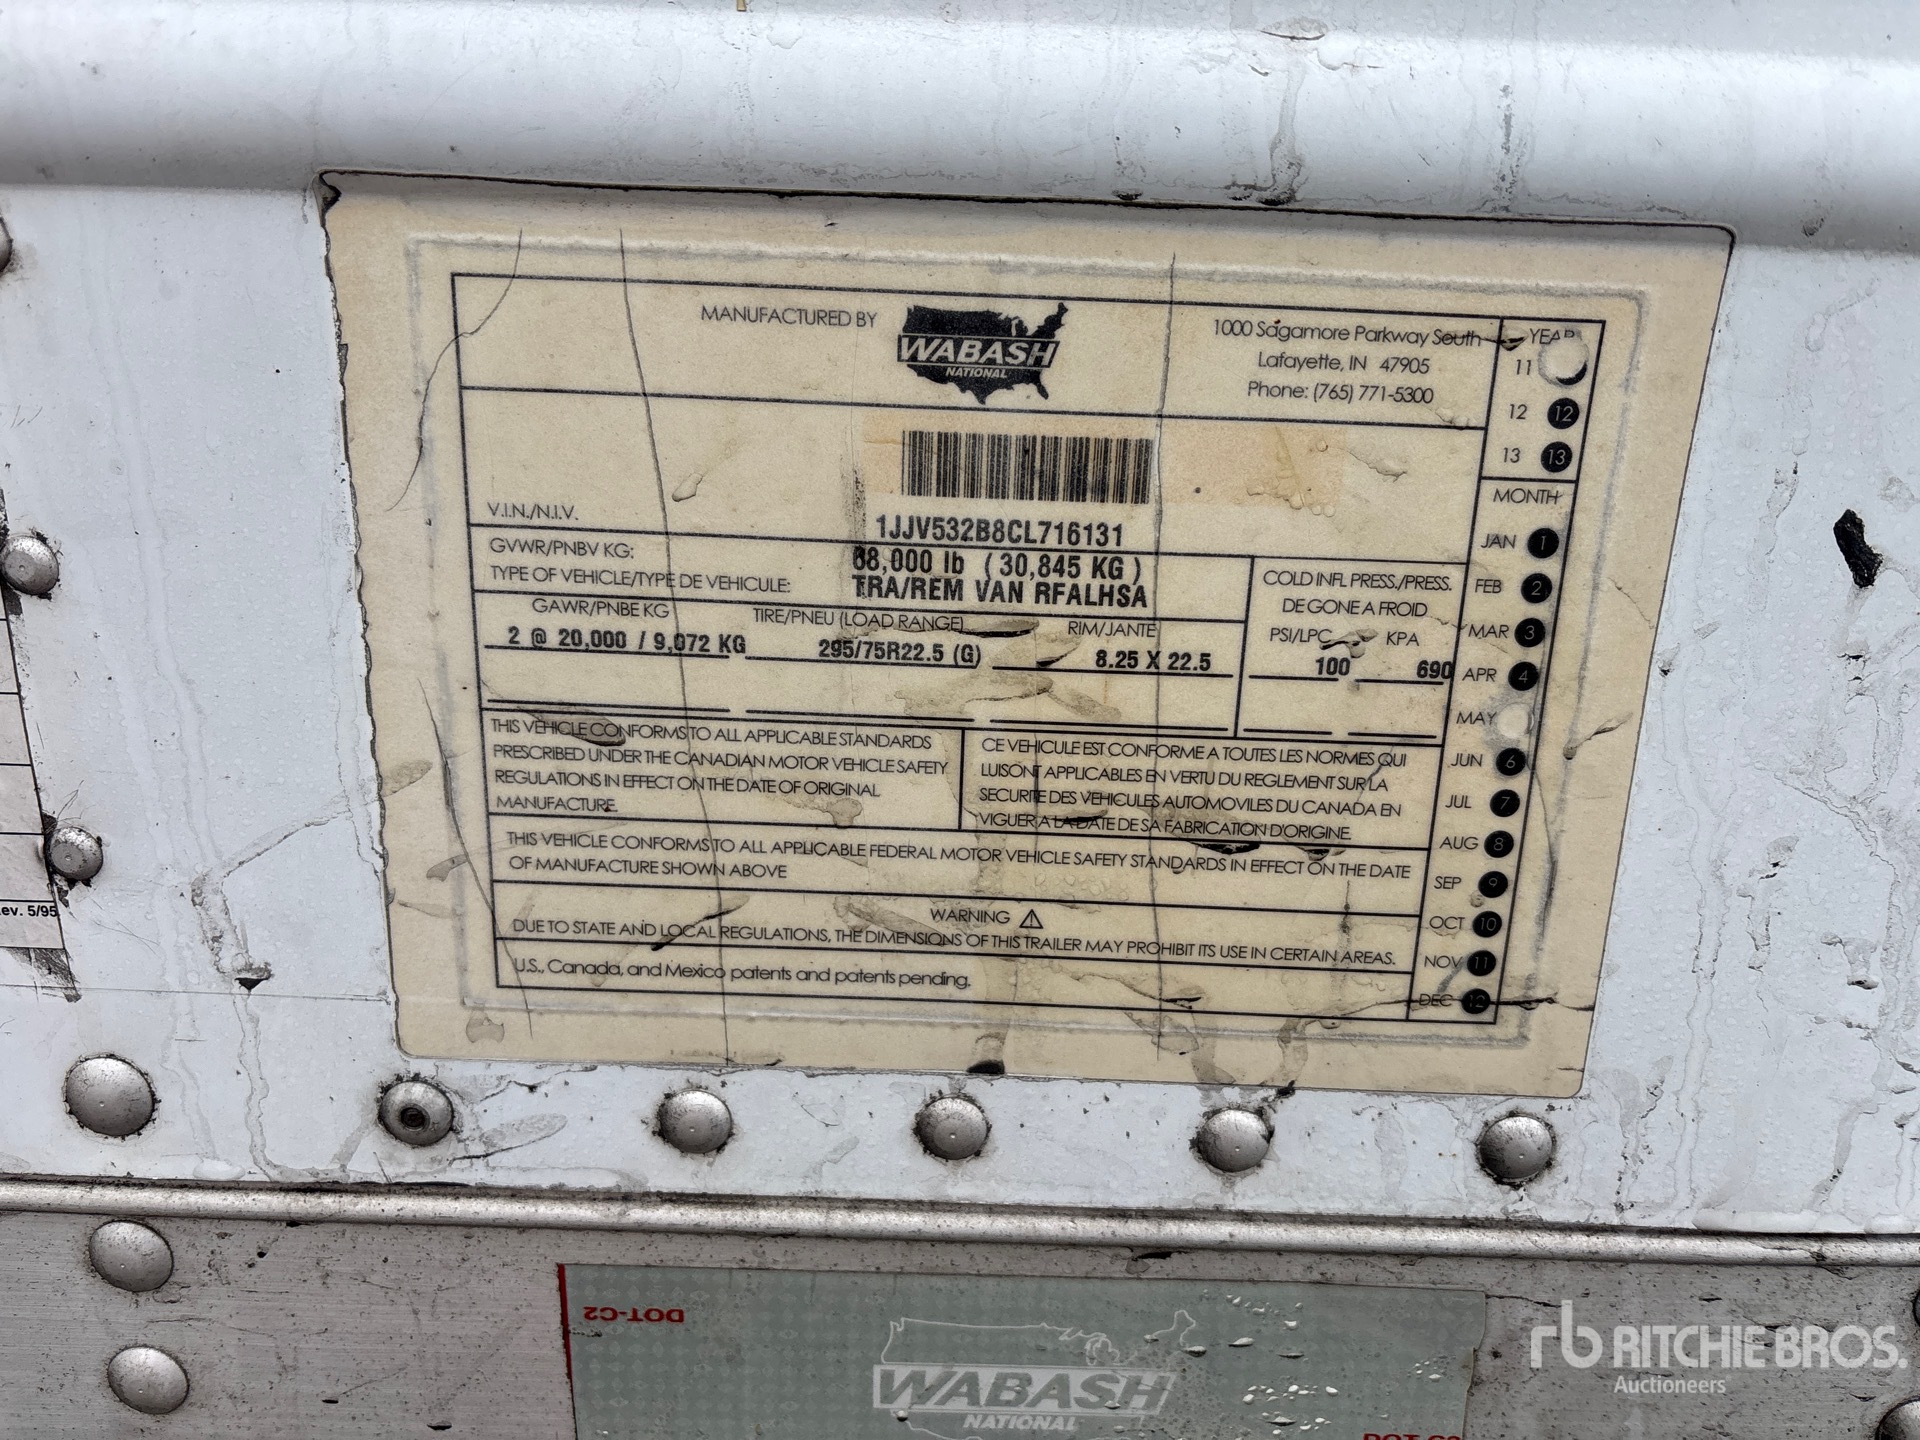 MANUFACTURED BY
WABASH
NATIONAL
1000 Sagamore Parkway South
Lafayette, IN 47905
Phone: (765) 771-5300
YEAR
11
12 12
13 13
V.I.N./N.I.V.
1JJV532B8CL716131
GVWR/PNBV KG: 68,000 lb ( 30,845 KG )
TYPE OF VEHICLE/TYPE DE VEHICULE: TRA/REM VAN RFALHSA
GAWR/PNBE KG TIRE/PNEU (LOAD RANGE) RIM/JANTE
2 @ 20,000 / 9,072 KG 295/75R22.5 (G) 8.25 X 22.5
COLD INFL PRESS./PRESS.
DE GONE A FROID
PSI/LPC KPA
100 690
MONTH
JAN 1
FEB 2
MAR 3
APR 4
MAY
JUN 6
JUL 7
AUG 8
SEP 9
OCT 10
NOV 11
DEC 12
THIS VEHICLE CONFORMS TO ALL APPLICABLE STANDARDS
PRESCRIBED UNDER THE CANADIAN MOTOR VEHICLE SAFETY
REGULATIONS IN EFFECT ON THE DATE OF ORIGINAL
MANUFACTURE.
CE VEHICULE EST CONFORME A TOUTES LES NORMES QUI
LUI SONT APPLICABLES EN VERTU DU REGLEMENT SUR LA
SECURITE DES VEHICULES AUTOMOVILES DU CANADA EN
VIGUER A LA DATE DE SA FABRICATION D'ORIGINE.
THIS VEHICLE CONFORMS TO ALL APPLICABLE FEDERAL MOTOR VEHICLE SAFETY STANDARDS IN EFFECT ON THE DATE
OF MANUFACTURE SHOWN ABOVE
WARNING
DUE TO STATE AND LOCAL REGULATIONS, THE DIMENSIONS OF THIS TRAILER MAY PROHIBIT ITS USE IN CERTAIN AREAS.
U.S., Canada, and Mexico patents and patents pending.
ev. 5/95
DOT-C2
WABASH
NATIONAL
DOT-C2
rb RITCHIE BROS.
Auctioneers